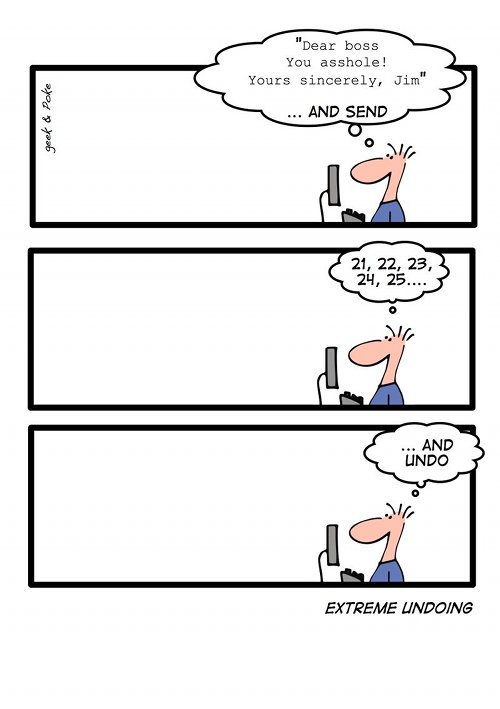 "Dear boss
You asshole!
Yours sincerely, Jim"
... AND SEND
geek & Poke
21, 22, 23,
24, 25....
... AND
UNDO
EXTREME UNDOING